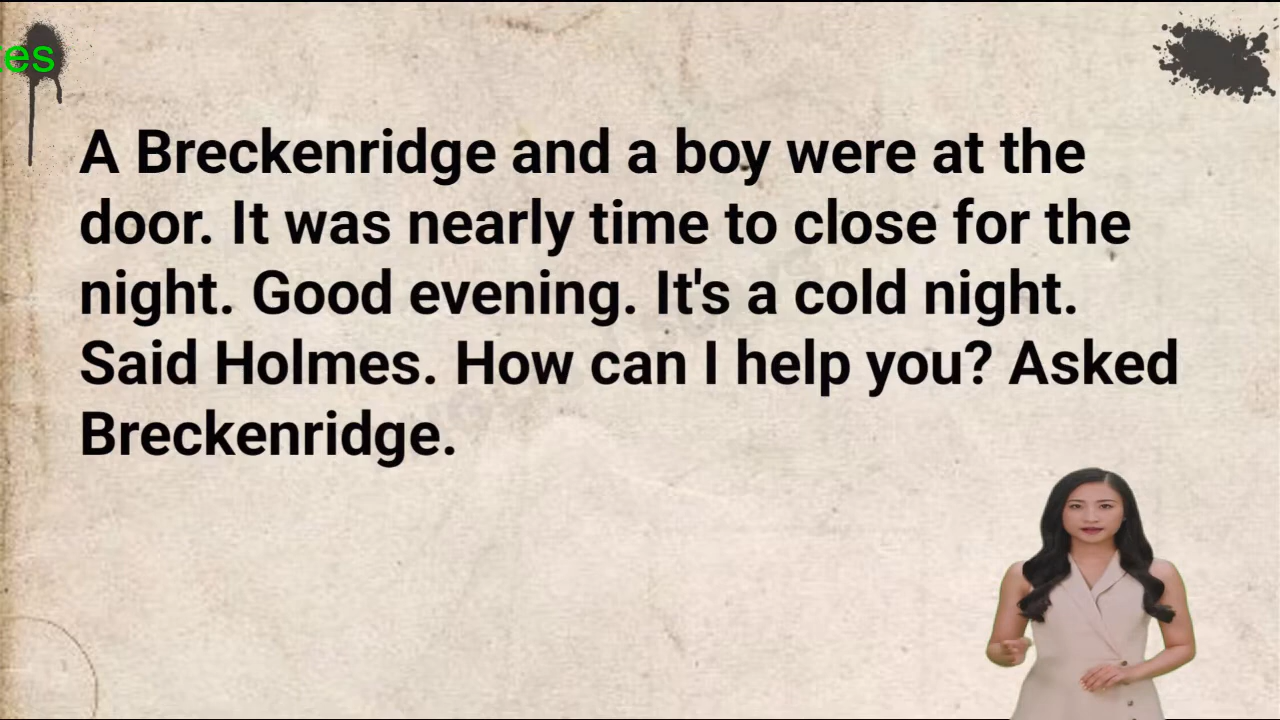 es
A Breckenridge and a boy were at the
door. It was nearly time to close for the
night. Good evening. It's a cold night.
Said Holmes. How can I help you? Asked
Breckenridge.